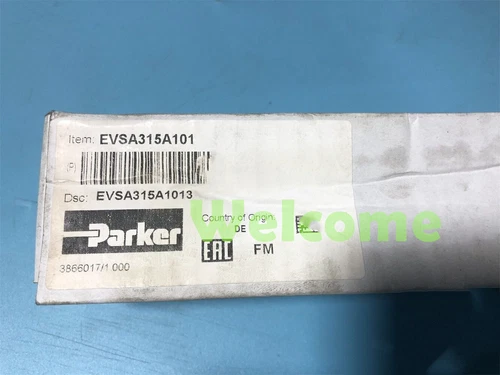 Item: EVSA315A101
(P)
Dsc: EVSA315A1013
Parker
Country of Origin
DE
EAC
FM
3866017/1.000
Welcome